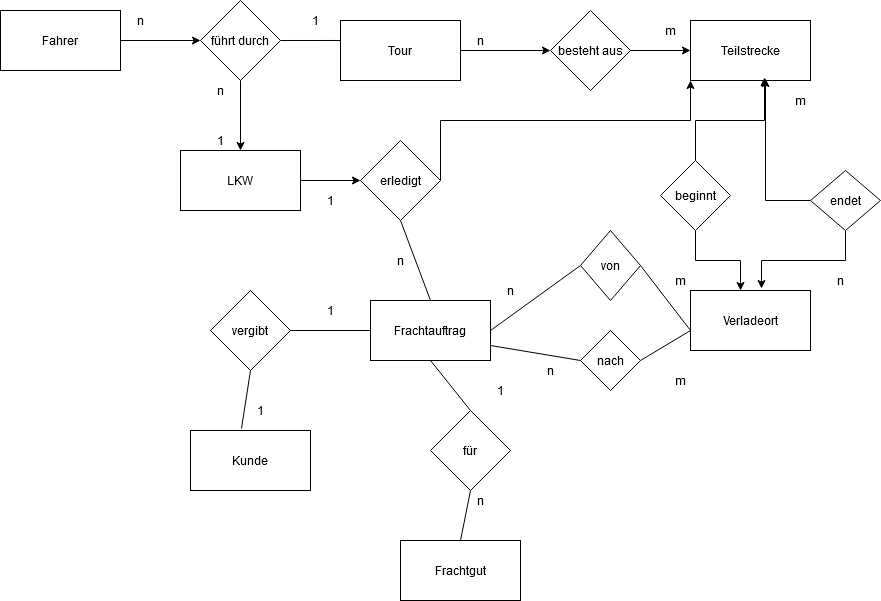 n
1
m
Fahrer
führt durch
Tour
n
besteht aus
Teilstrecke
n
m
1
LKW
1
erledigt
beginnt
endet
n
von
m
n
n
1
vergibt
Frachtauftrag
Verladeort
nach
n
m
1
1
für
Kunde
n
Frachtgut